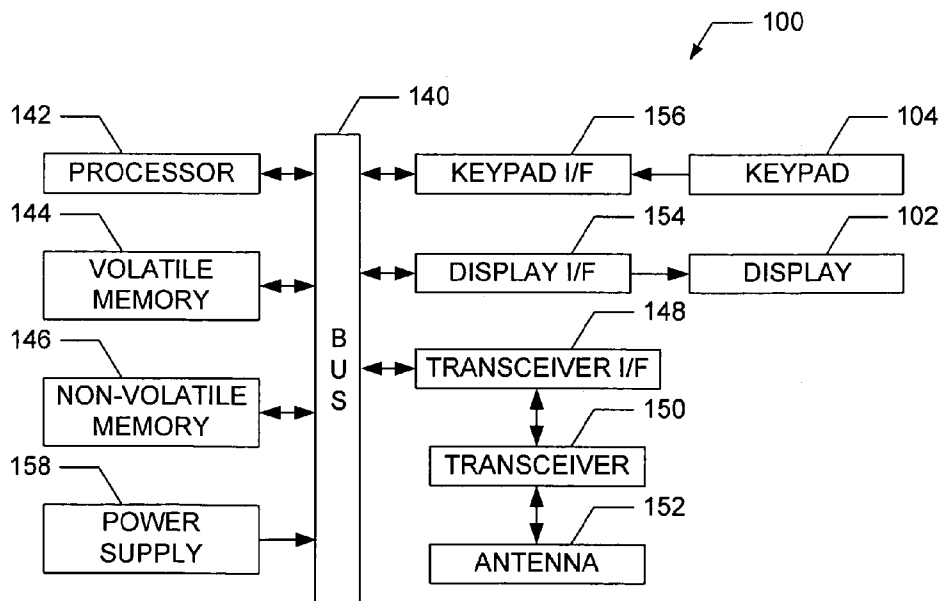 100
142
140
156
104
PROCESSOR
KEYPAD I/F
KEYPAD
144
154
102
VOLATILE
MEMORY
DISPLAY I/F
DISPLAY
146
148
BUS
TRANSCEIVER I/F
NON-VOLATILE
MEMORY
150
TRANSCEIVER
158
152
POWER
SUPPLY
ANTENNA